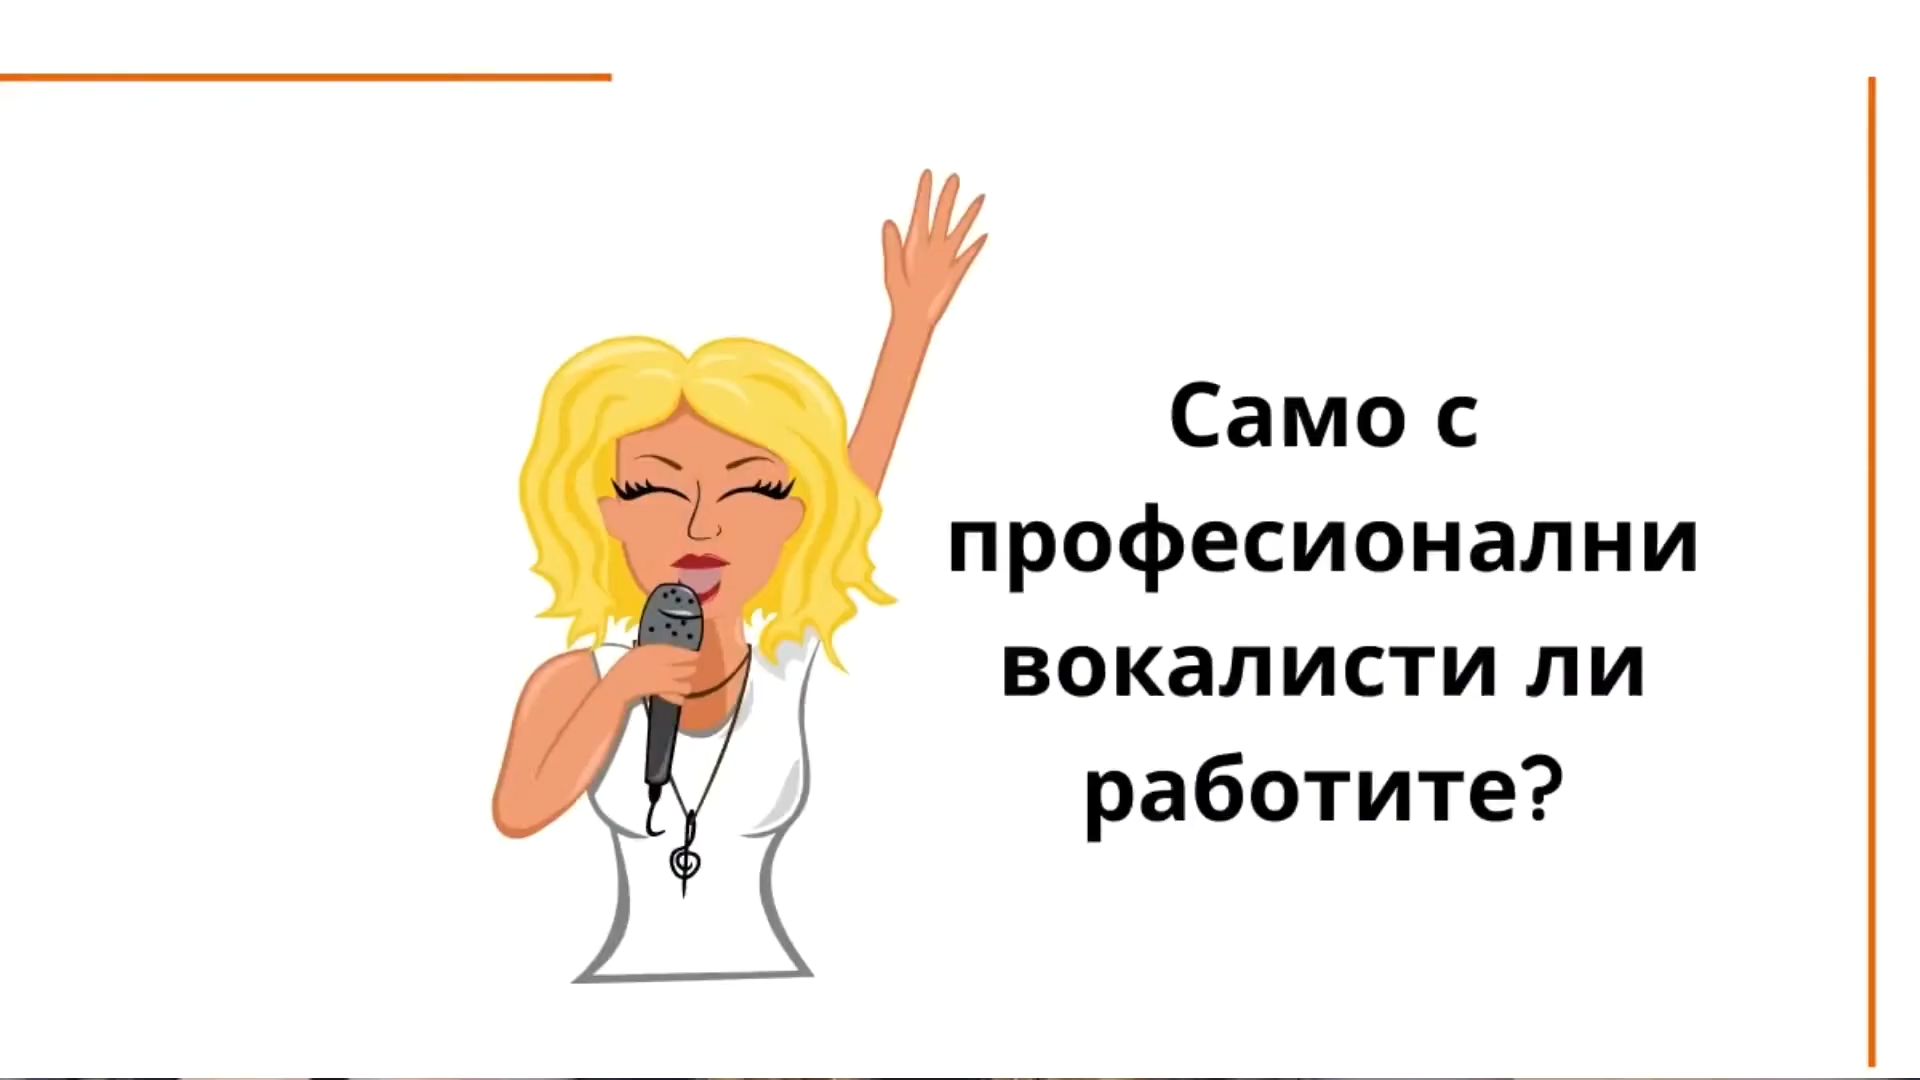 Само с
професионални
вокалисти ли
работите?